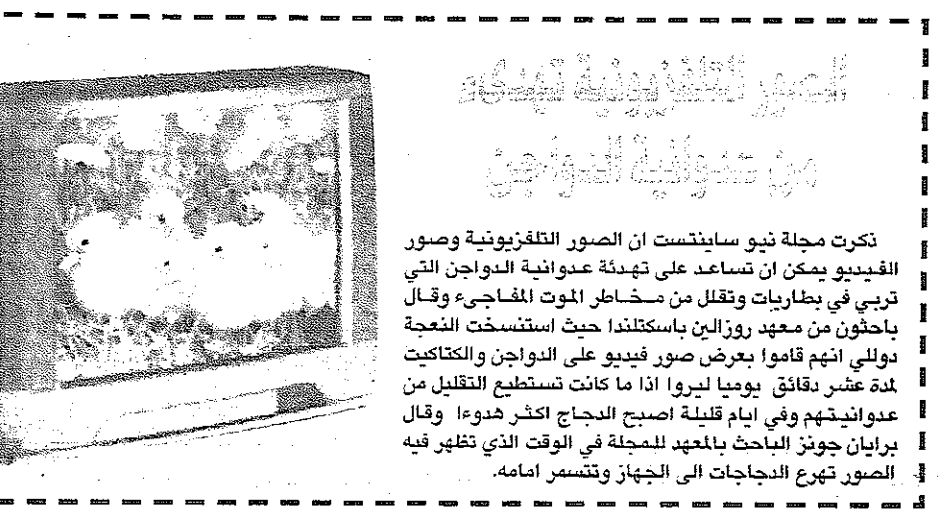 الصور التلفزيونية تهدىء
من عدوانية الدواجن
ذكرت مجلة نيو ساينتست ان الصور التلفزيونية وصور
الفيديو يمكن ان تساعد على تهدئة عدوانية الدواجن التي
تربي في بطاريات وتقلل من مخاطر الموت المفاجىء وقال
باحثون من معهد روزالين باسكتلندا حيث استنسخت النعجة
دوللي انهم قاموا بعرض صور فيديو على الدواجن والكتاكيت
لمدة عشر دقائق يوميا ليروا اذا ما كانت تستطيع التقليل من
عدوانيتهم وفي ايام قليلة اصبح الدجاج اكثر هدوءا وقال
برايان جونز الباحث بالمعهد للمجلة في الوقت الذي تظهر فيه
الصور تهرع الدجاجات الى الجهاز وتتسمر امامه.